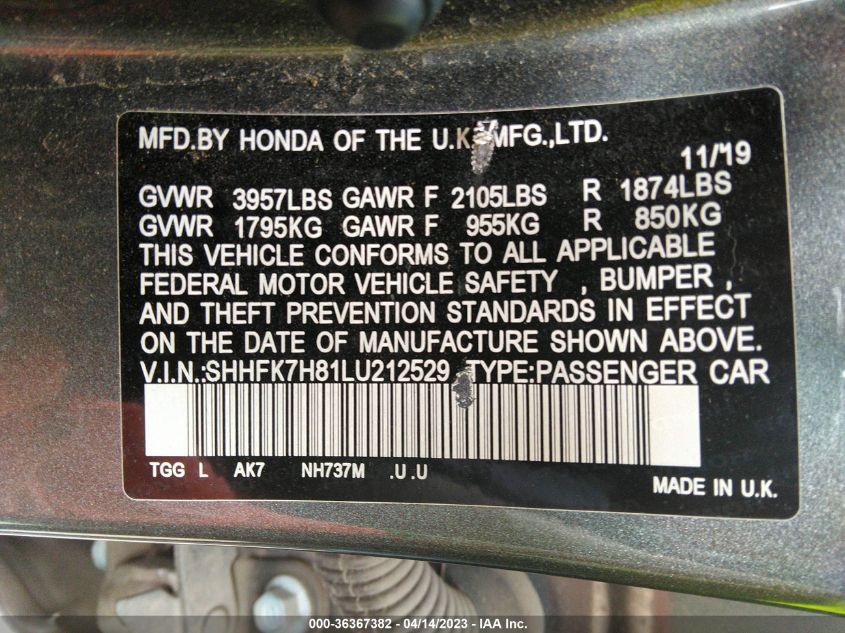 MFD.BY HONDA OF THE U.K. MFG.,LTD.
11/19
GVWR 3957LBS GAWR F 2105LBS R 1874LBS
GVWR 1795KG GAWR F 955KG R 850KG
THIS VEHICLE CONFORMS TO ALL APPLICABLE
FEDERAL MOTOR VEHICLE SAFETY , BUMPER ,
AND THEFT PREVENTION STANDARDS IN EFFECT
ON THE DATE OF MANUFACTURE SHOWN ABOVE.
V.I.N.:SHHFK7H81LU212529 TYPE:PASSENGER CAR
TGG L AK7 NH737M .U .U
MADE IN U.K.
000-36367382 - 04/14/2023 - IAA Inc.